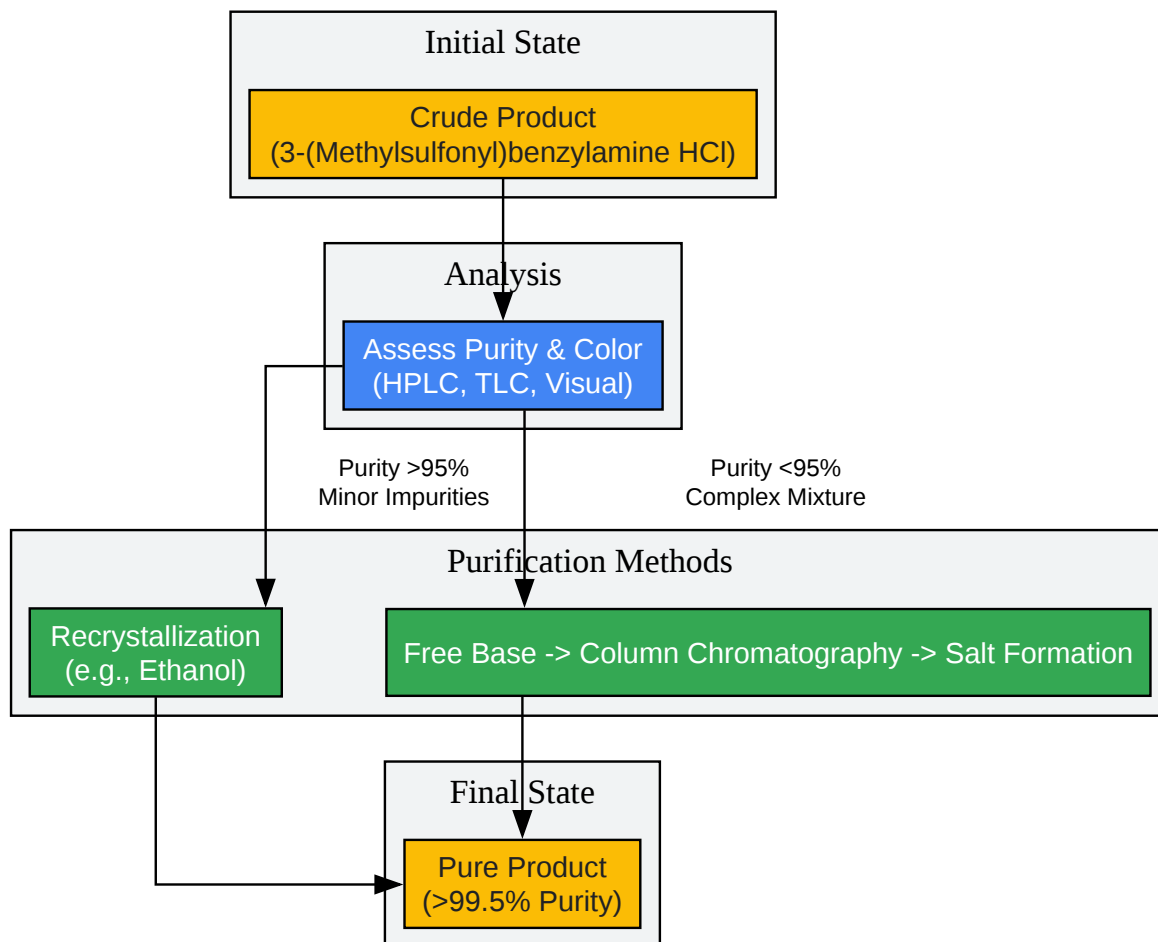 Initial State
Crude Product
(3-(Methylsulfonyl)benzylamine HCl)
Analysis
Assess Purity & Color
(HPLC, TLC, Visual)
Purity >95%
Minor Impurities
Purity <95%
Complex Mixture
Purification Methods
Recrystallization
(e.g., Ethanol)
Free Base -> Column Chromatography -> Salt Formation
Final State
Pure Product
(>99.5% Purity)